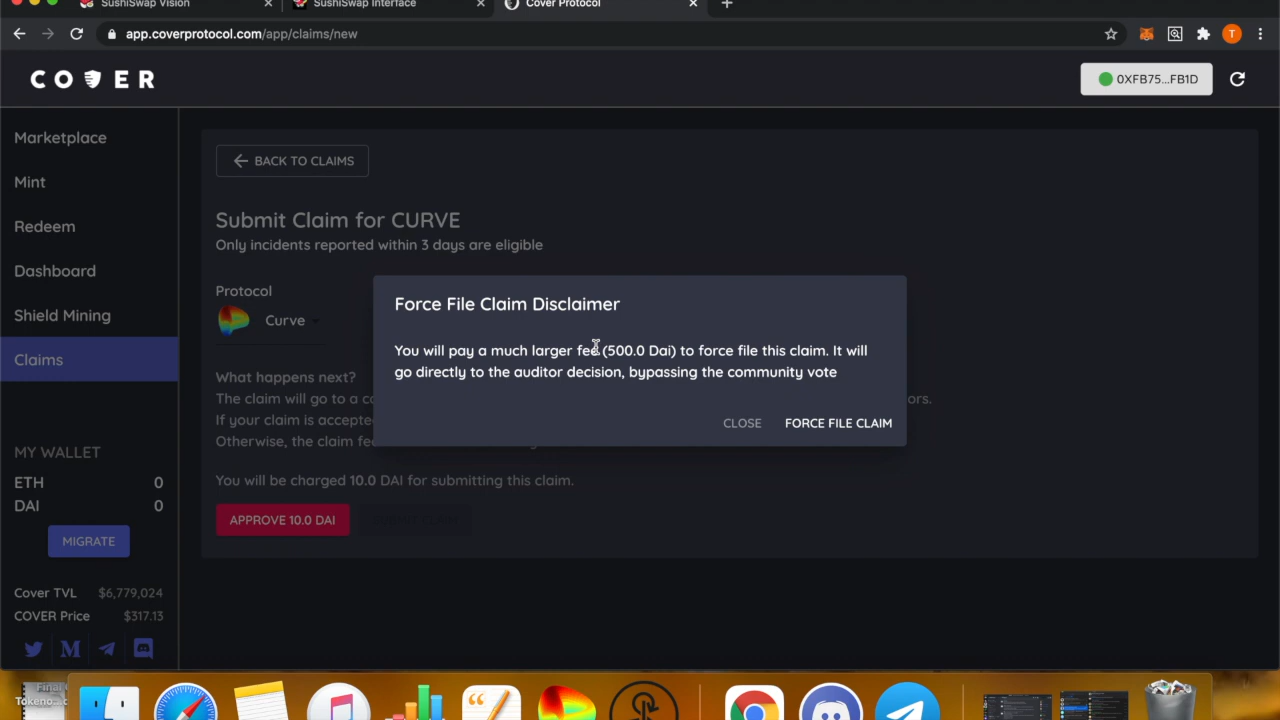 SushiSwap Vision
SushiSwap Interface
Cover Protocol
app.coverprotocol.com/app/claims/new
T
COVER
0XFB75...FB1D
Marketplace
Mint
Redeem
Dashboard
Shield Mining
Claims
MY WALLET
ETH 0
DAI 0
MIGRATE
Cover TVL $6,779,024
COVER Price $317.13
BACK TO CLAIMS
Submit Claim for CURVE
Only incidents reported within 3 days are eligible
Protocol
Curve
What happens next?
The claim will go to a co
ors.
If your claim is accepte
Otherwise, the claim fee
You will be charged 10.0 DAI for submitting this claim.
APPROVE 10.0 DAI
Force File Claim Disclaimer
You will pay a much larger fee (500.0 Dai) to force file this claim. It will
go directly to the auditor decision, bypassing the community vote
CLOSE
FORCE FILE CLAIM
Final
Tokeno...